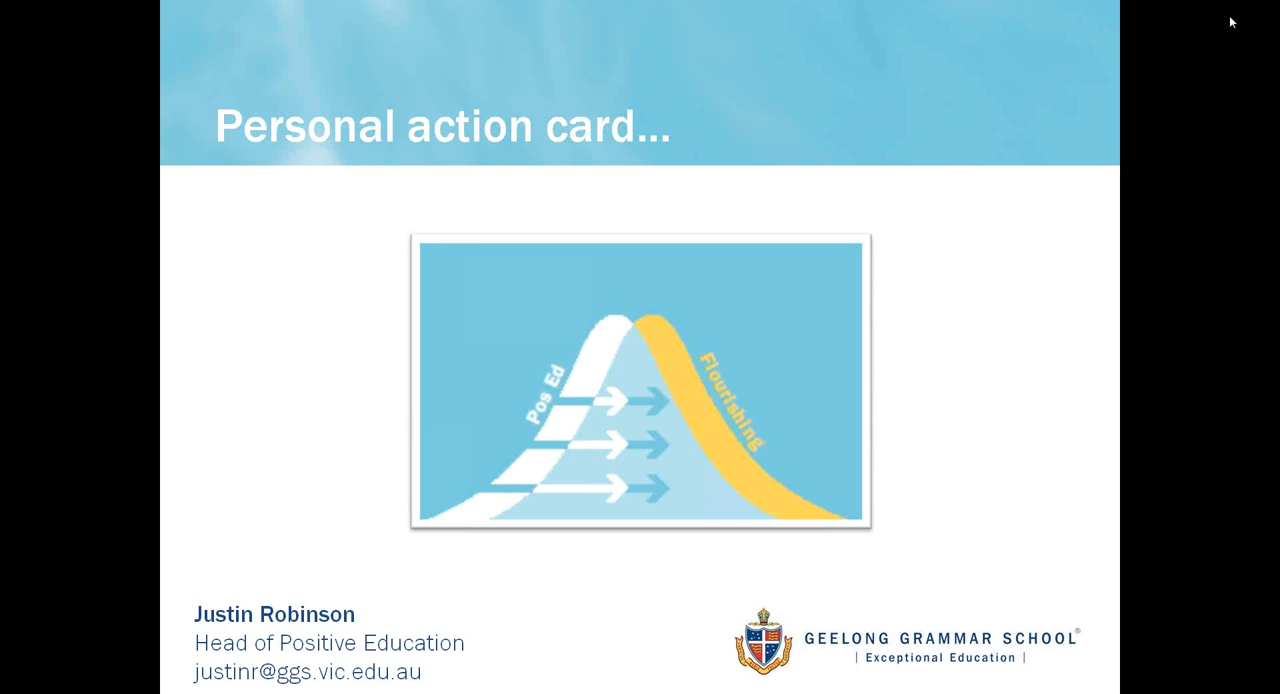 Personal action card...
Pos Ed
Flourishing
Justin Robinson
Head of Positive Education
justinr@ggs.vic.edu.au
GEELONG GRAMMAR SCHOOL®
| Exceptional Education |